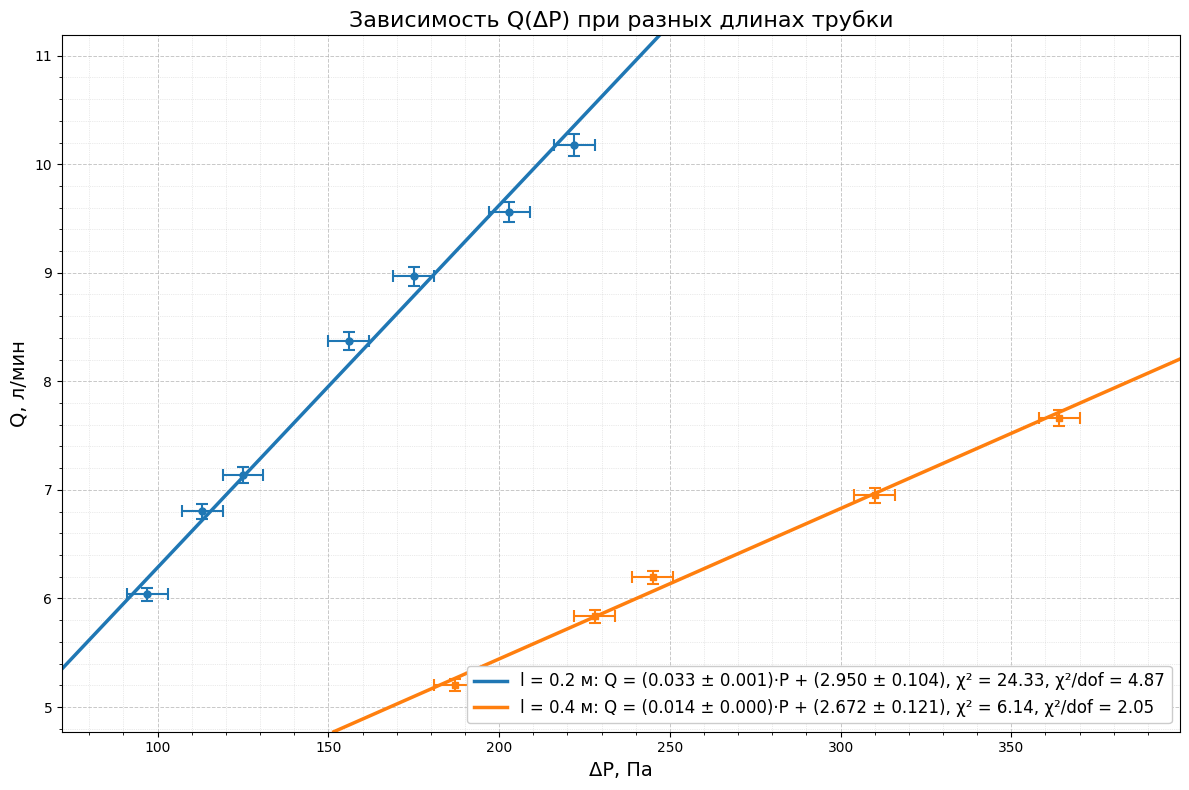 Зависимость Q(ΔP) при разных длинах трубки
Q, л/мин
11
10
9
8
7
6
5
l = 0.2 м: Q = (0.033 ± 0.001)·P + (2.950 ± 0.104), χ² = 24.33, χ²/dof = 4.87
l = 0.4 м: Q = (0.014 ± 0.000)·P + (2.672 ± 0.121), χ² = 6.14, χ²/dof = 2.05
100 150 200 250 300 350
ΔP, Па